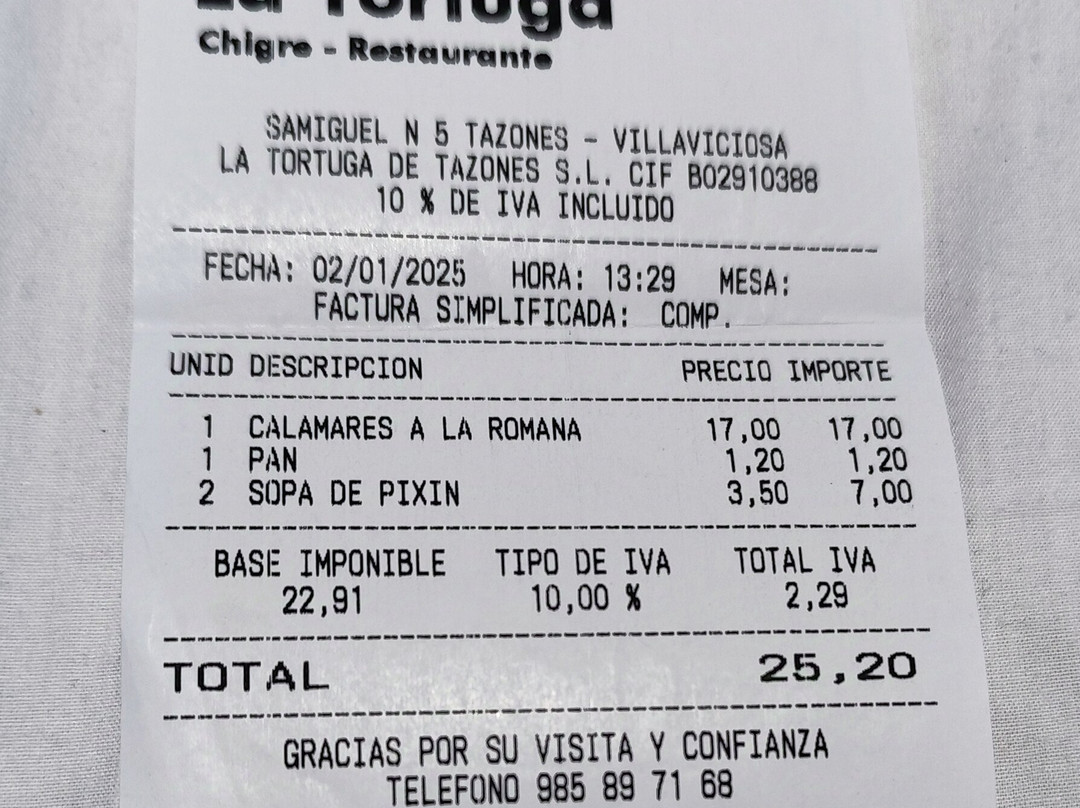 La Tortuga
Chigre - Restaurante
SAMIGUEL N 5 TAZONES - VILLAVICIOSA
LA TORTUGA DE TAZONES S.L. CIF B02910388
10 % DE IVA INCLUIDO
FECHA: 02/01/2025 HORA: 13:29 MESA:
FACTURA SIMPLIFICADA: COMP.
UNID DESCRIPCION PRECIO IMPORTE
1 CALAMARES A LA ROMANA 17,00 17,00
1 PAN 1,20 1,20
2 SOPA DE PIXIN 3,50 7,00
BASE IMPONIBLE TIPO DE IVA TOTAL IVA
22,91 10,00 % 2,29
TOTAL 25,20
GRACIAS POR SU VISITA Y CONFIANZA
TELEFONO 985 89 71 68